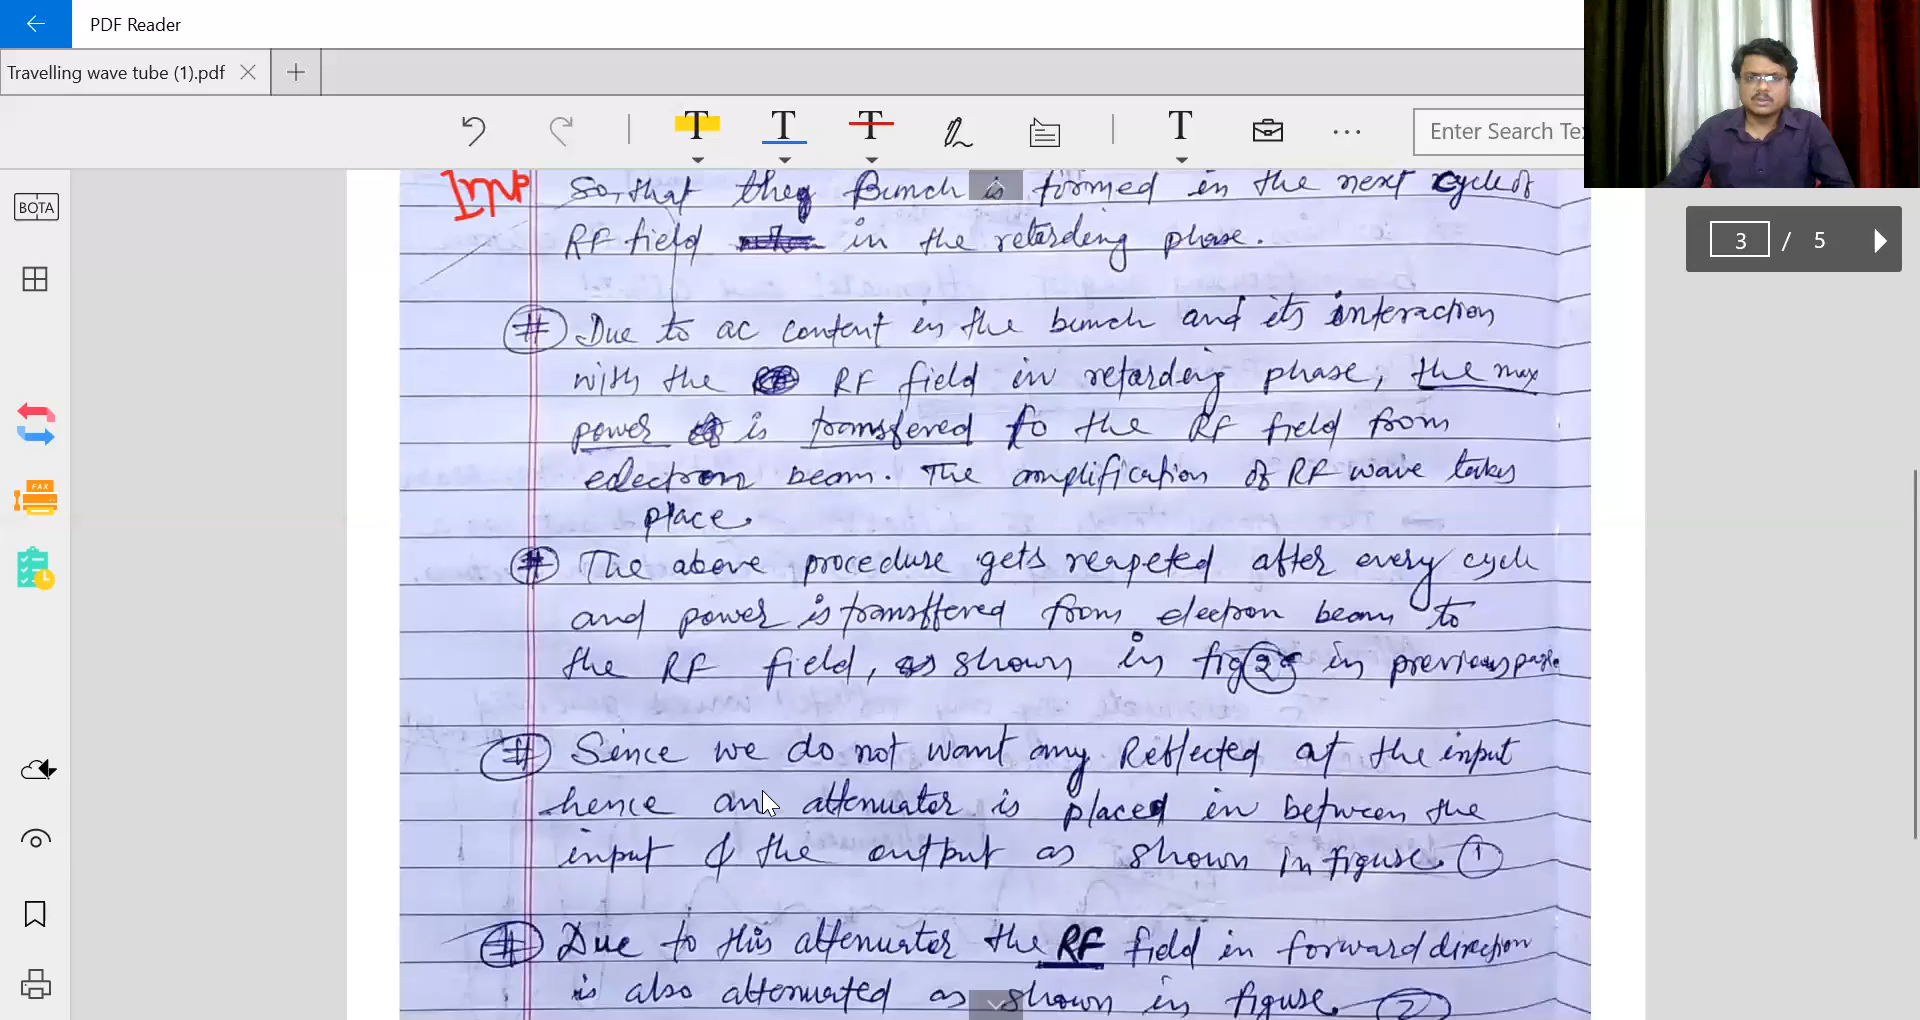 PDF Reader
Travelling wave tube (1).pdf
T T T T Enter Search Te
BOTA
3 / 5
FAX
Imp
So, that they Bunch is formed in the next cycle of
RF field in the retarding phase.
# Due to ac content in the bunch and its interaction
with the RF field in retarding phase, the max
power is transfered to the RF field from
electron beam. The amplification of RF wave takes
place.
# The above procedure gets reapeted after every cycle
and power is transffered from electron beam to
the RF field, as shown in fig 2 in previous page
# Since we do not want any Reflected at the input
hence an attenuator is placed in between the
input & the output as shown in figure. 1
# Due to this attenuator the RF field in forward direction
is also attenuated as shown in figure. 2